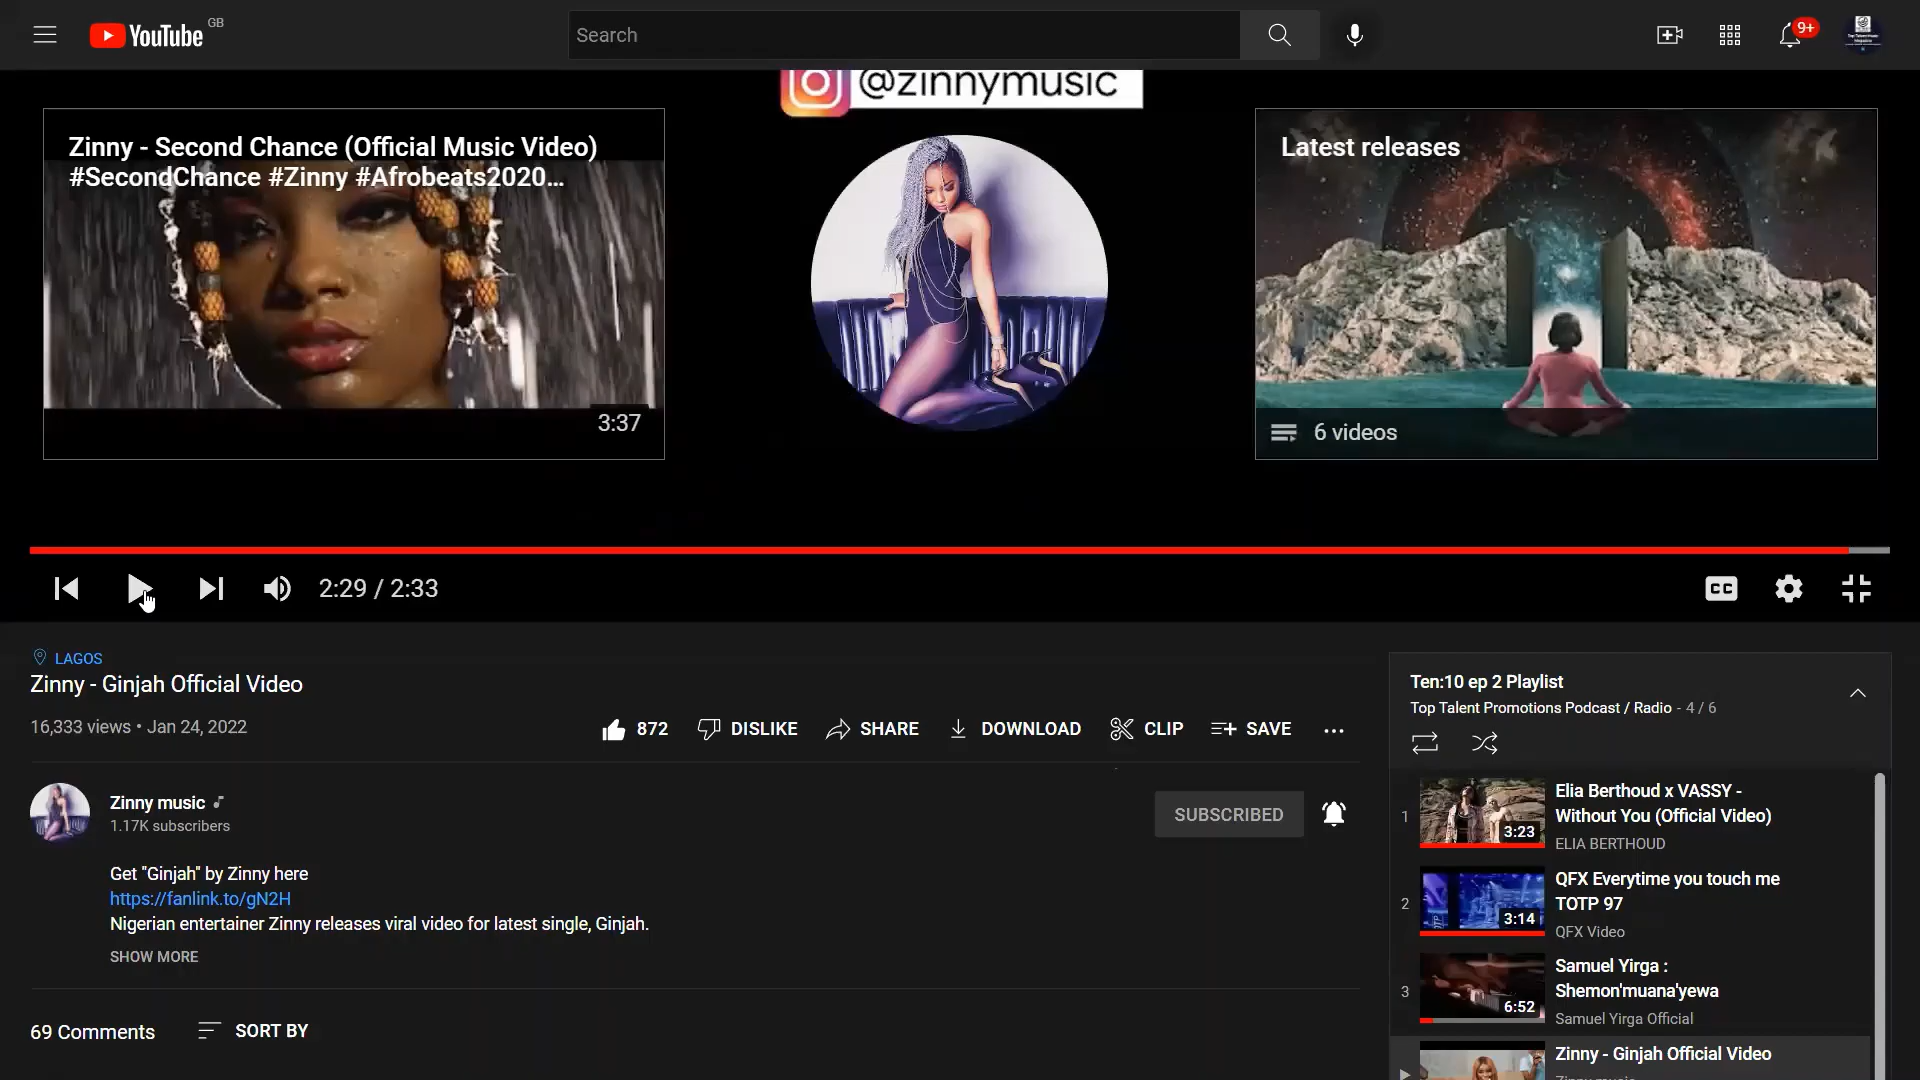 YouTube GB
Search
9+
@zinnymusic
Zinny - Second Chance (Official Music Video)
#SecondChance #Zinny #Afrobeats2020...
3:37
Latest releases
6 videos
2:29 / 2:33
CC
LAGOS
Zinny - Ginjah Official Video
16,333 views • Jan 24, 2022
872 DISLIKE SHARE DOWNLOAD CLIP SAVE ...
Zinny music
1.17K subscribers
SUBSCRIBED
Get "Ginjah" by Zinny here
https://fanlink.to/gN2H
Nigerian entertainer Zinny releases viral video for latest single, Ginjah.
SHOW MORE
69 Comments SORT BY
Ten:10 ep 2 Playlist
Top Talent Promotions Podcast / Radio - 4 / 6
1
3:23
Elia Berthoud x VASSY -
Without You (Official Video)
ELIA BERTHOUD
2
3:14
QFX Everytime you touch me
TOTP 97
QFX Video
3
6:52
Samuel Yirga :
Shemon'muana'yewa
Samuel Yirga Official
Zinny - Ginjah Official Video